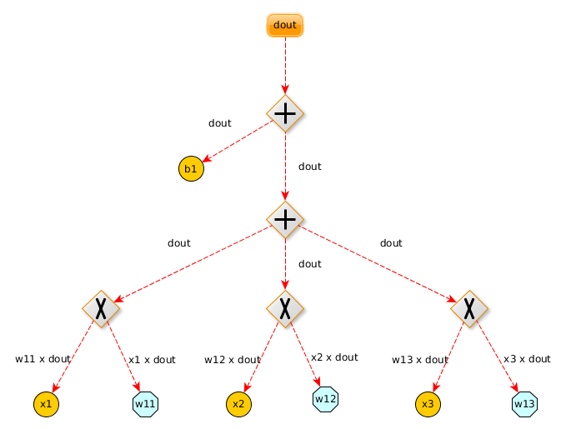 dout
+
dout
b1
dout
+
dout
dout
dout
X
X
X
w11 x dout
x1 x dout
w12 x dout
x2 x dout
w13 x dout
x3 x dout
x1
w11
x2
w12
x3
w13